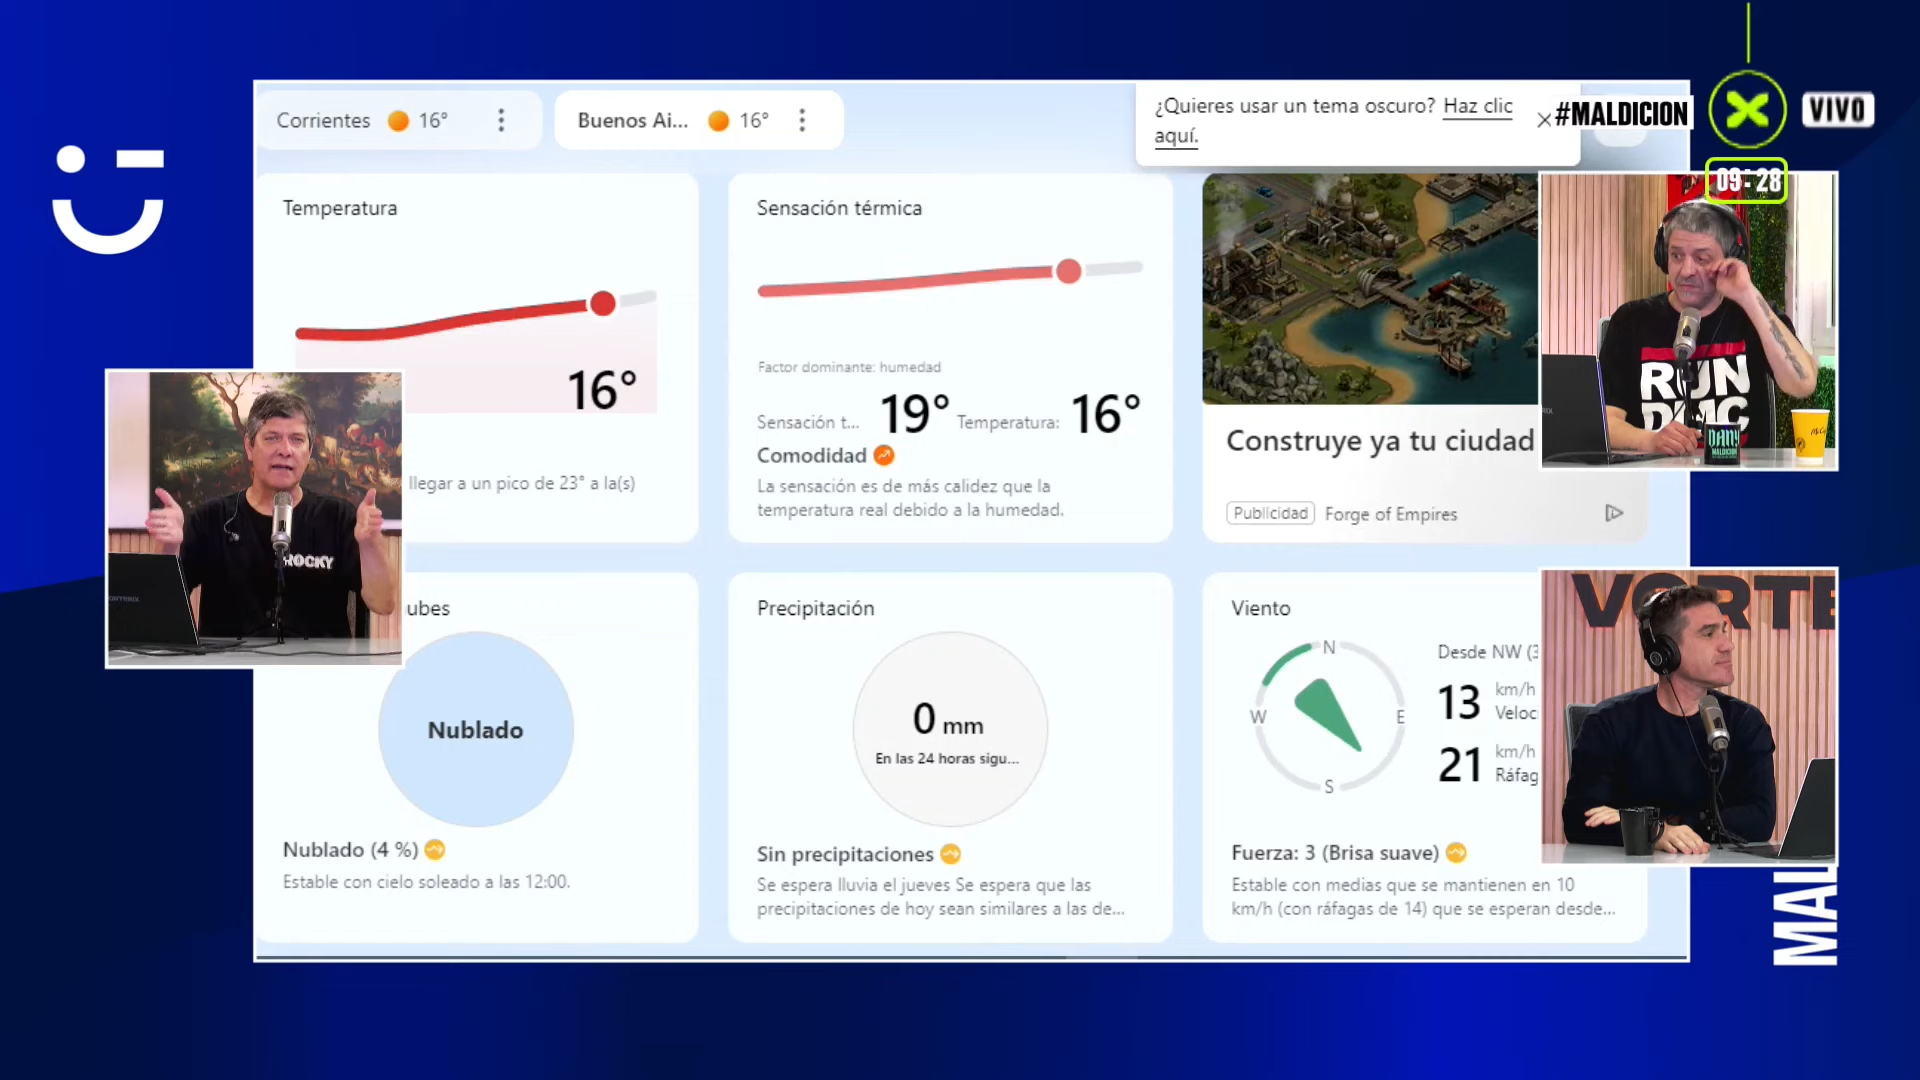 Corrientes 16°
Buenos Ai... 16°
¿Quieres usar un tema oscuro? Haz clic
aquí.
#MALDICION
VIVO
09:28
Temperatura
16°
llegar a un pico de 23° a la(s)
Sensación térmica
Factor dominante: humedad
Sensación t... 19° Temperatura: 16°
Comodidad
La sensación es de más calidez que la
temperatura real debido a la humedad.
Construye ya tu ciudad
Publicidad Forge of Empires
RUN
DMC
DANY
MALDICION
ROCKY
ubes
Nublado
Nublado (4 %)
Estable con cielo soleado a las 12:00.
Precipitación
0 mm
En las 24 horas sigu...
Sin precipitaciones
Se espera lluvia el jueves Se espera que las
precipitaciones de hoy sean similares a las de...
Viento
N
W
E
S
Desde NW (3
13 km/h
Veloc
21 km/h
Ráfag
Fuerza: 3 (Brisa suave)
Estable con medias que se mantienen en 10
km/h (con ráfagas de 14) que se esperan desde...
VORTE
MAL